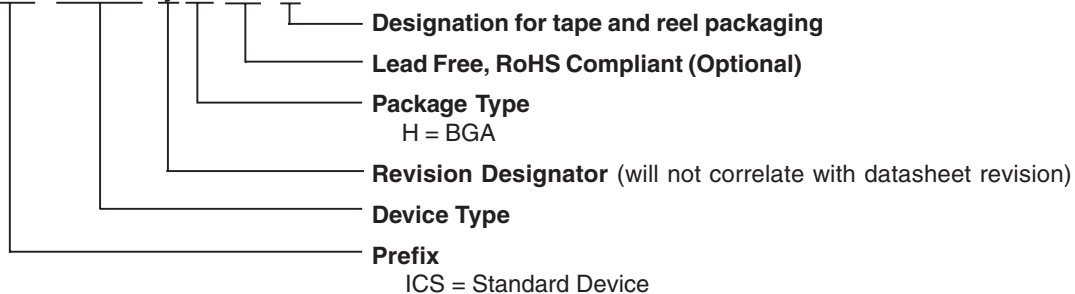 Designation for tape and reel packaging
Lead Free, RoHS Compliant (Optional)
Package Type
H = BGA
Revision Designator (will not correlate with datasheet revision)
Device Type
Prefix
ICS = Standard Device